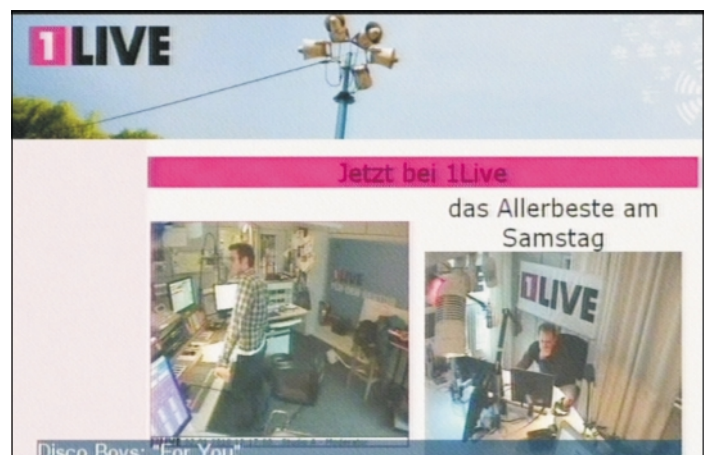 1LIVE
Jetzt bei 1Live
das Allerbeste am
Samstag
1LIVE
1LIVE
Disco Boys: "For You"